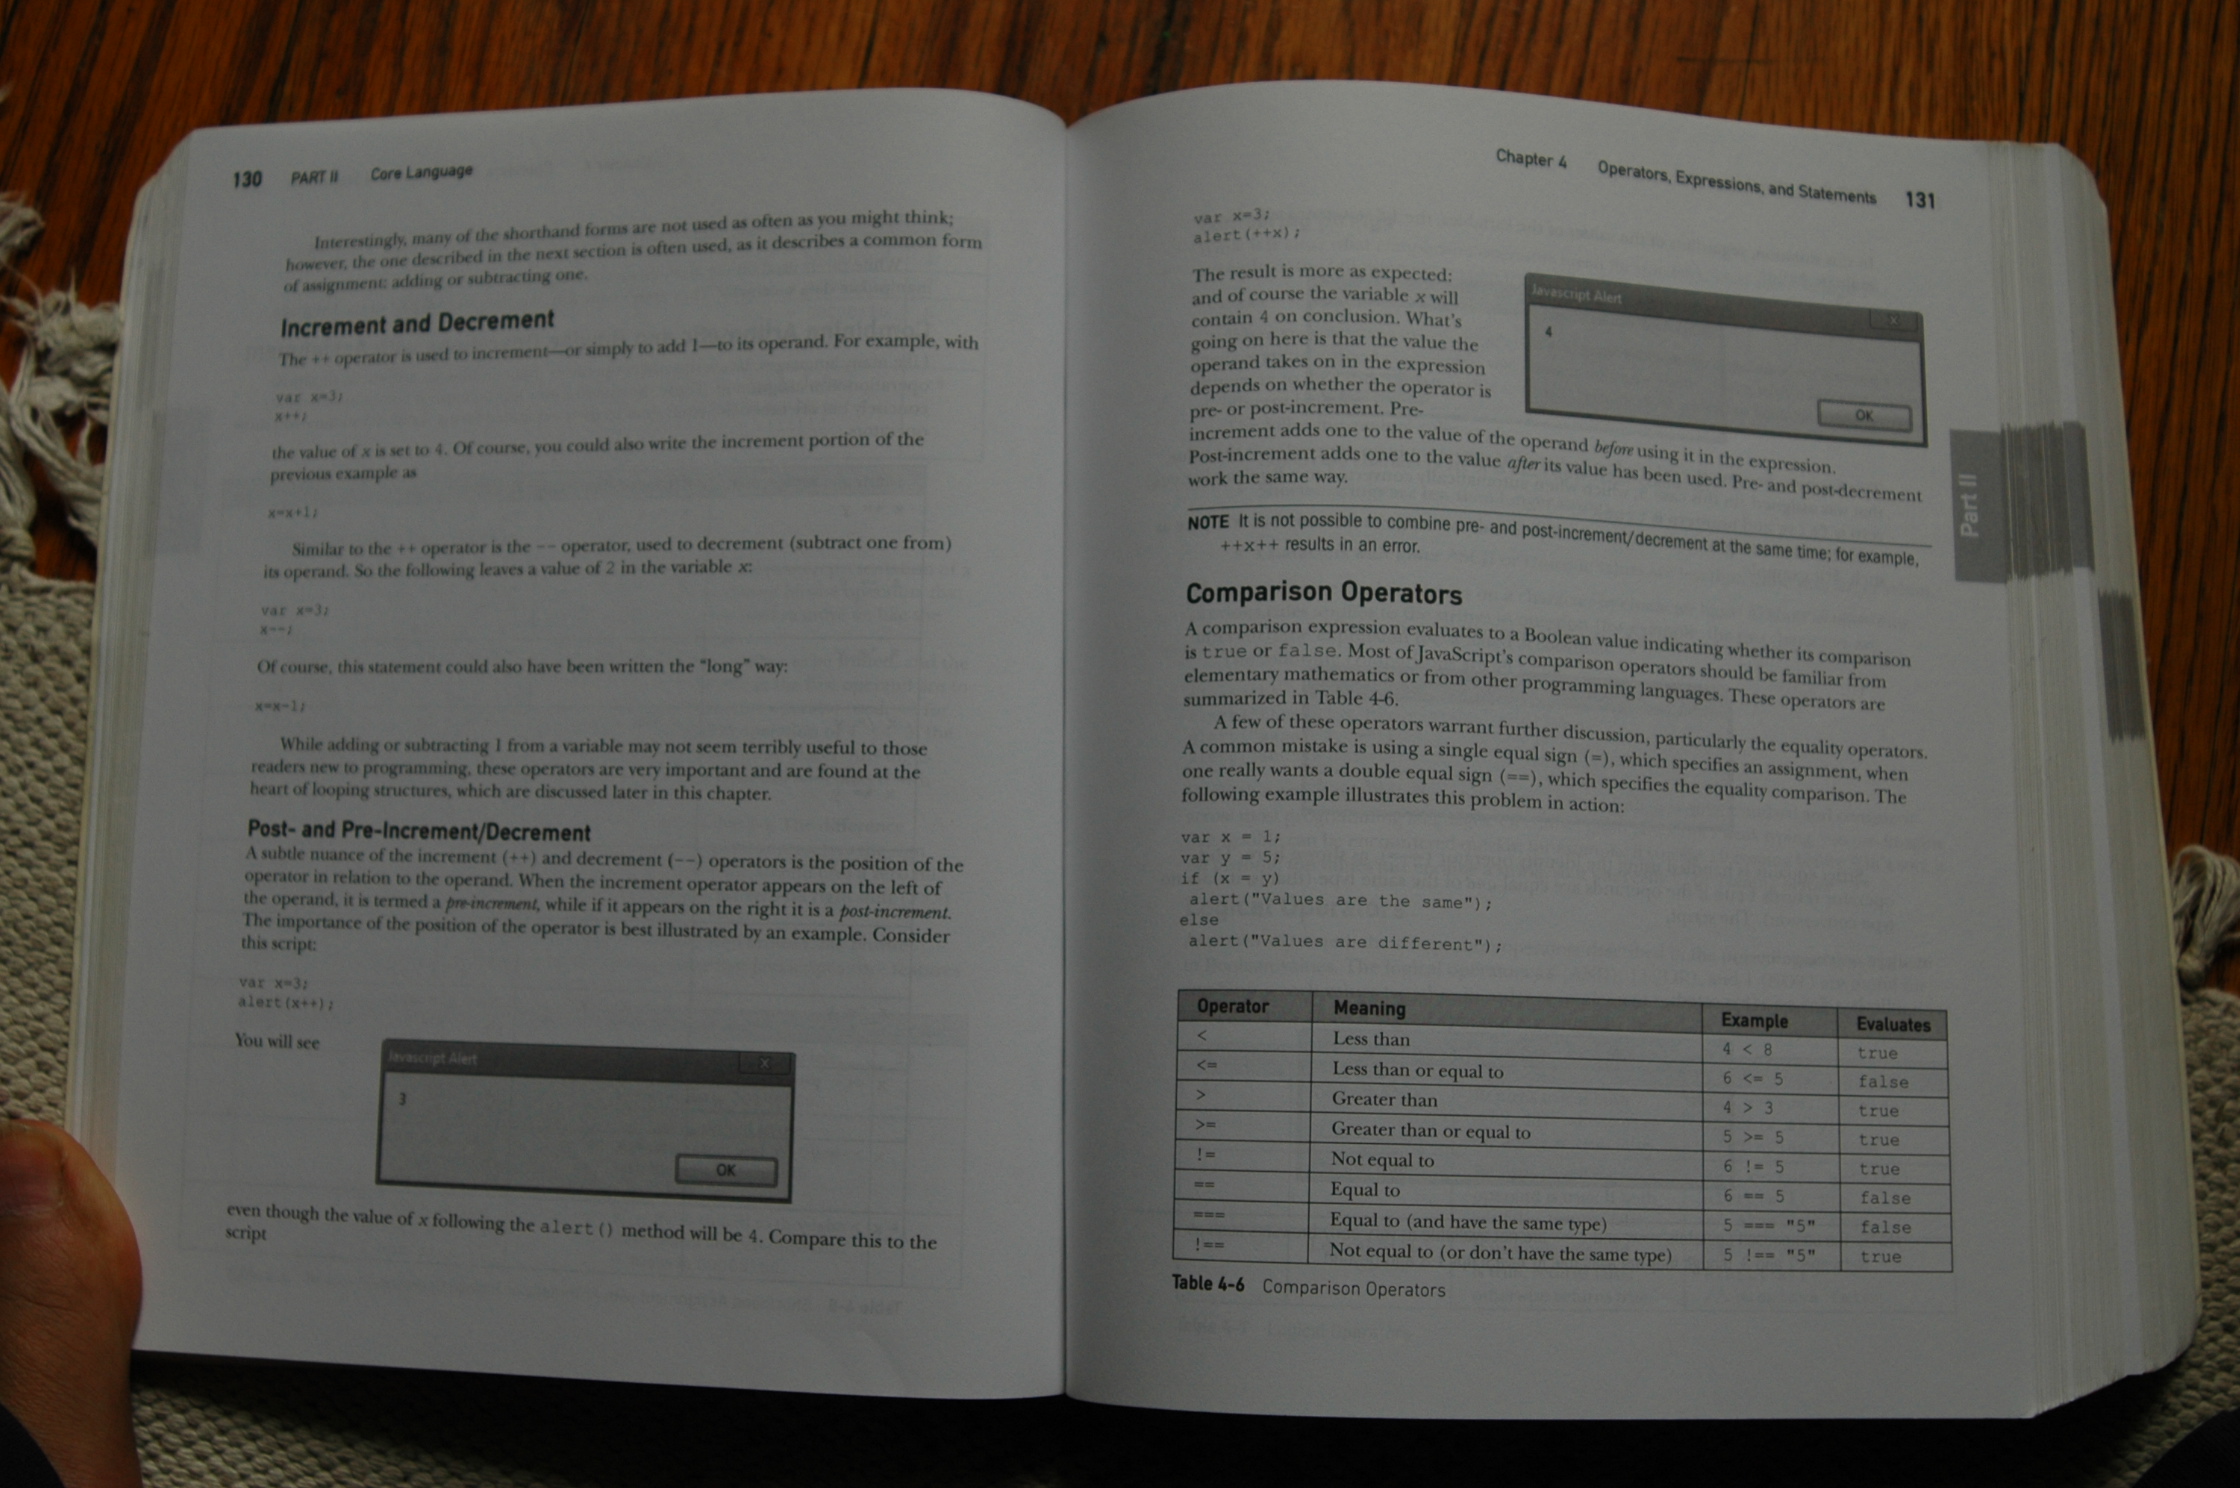 130 PART II Core Language
Interestingly, many of the shorthand forms are not used as often as you might think;
however, the one described in the next section is often used, as it describes a common form
of assignment: adding or subtracting one.
Increment and Decrement
The ++ operator is used to increment—or simply to add 1—to its operand. For example, with
var x=3;
x++;
the value of x is set to 4. Of course, you could also write the increment portion of the
previous example as
x=x+1;
Similar to the ++ operator is the -- operator, used to decrement (subtract one from)
its operand. So the following leaves a value of 2 in the variable x:
var x=3;
x--;
Of course, this statement could also have been written the "long" way:
x=x-1;
While adding or subtracting 1 from a variable may not seem terribly useful to those
readers new to programming, these operators are very important and are found at the
heart of looping structures, which are discussed later in this chapter.
Post- and Pre-Increment/Decrement
A subtle nuance of the increment (++) and decrement (--) operators is the position of the
operator in relation to the operand. When the increment operator appears on the left of
the operand, it is termed a pre-increment, while if it appears on the right it is a post-increment.
The importance of the position of the operator is best illustrated by an example. Consider
this script:
var x=3;
alert(x++);
You will see
Javascript Alert X
3
OK
even though the value of x following the alert() method will be 4. Compare this to the
script
Chapter 4 Operators, Expressions, and Statements 131
var x=3;
alert(++x);
The result is more as expected:
and of course the variable x will
contain 4 on conclusion. What's
going on here is that the value the
operand takes on in the expression
depends on whether the operator is
pre- or post-increment. Pre-
increment adds one to the value of the operand before using it in the expression.
Post-increment adds one to the value after its value has been used. Pre- and post-decrement
work the same way.
Javascript Alert X
4
OK
Part II
NOTE It is not possible to combine pre- and post-increment/decrement at the same time; for example,
++x++ results in an error.
Comparison Operators
A comparison expression evaluates to a Boolean value indicating whether its comparison
is true or false. Most of JavaScript's comparison operators should be familiar from
elementary mathematics or from other programming languages. These operators are
summarized in Table 4-6.
A few of these operators warrant further discussion, particularly the equality operators.
A common mistake is using a single equal sign (=), which specifies an assignment, when
one really wants a double equal sign (==), which specifies the equality comparison. The
following example illustrates this problem in action:
var x = 1;
var y = 5;
if (x = y)
alert("Values are the same");
else
alert("Values are different");
Operator Meaning Example Evaluates
< Less than 4 < 8 true
<= Less than or equal to 6 <= 5 false
> Greater than 4 > 3 true
>= Greater than or equal to 5 >= 5 true
!= Not equal to 6 != 5 true
== Equal to 6 == 5 false
=== Equal to (and have the same type) 5 === "5" false
!== Not equal to (or don't have the same type) 5 !== "5" true
Table 4-6 Comparison Operators